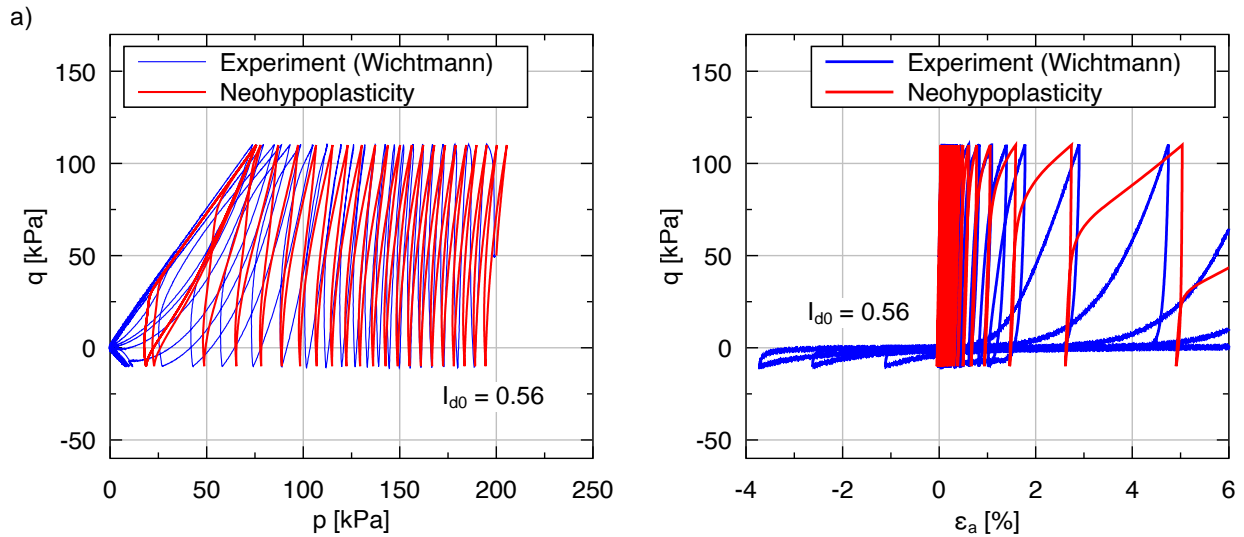 a)
Experiment (Wichtmann)
Neohypoplasticity
150
100
50
0
-50
q [kPa]
I_d0 = 0.56
0 50 100 150 200 250
p [kPa]
Experiment (Wichtmann)
Neohypoplasticity
150
100
50
0
-50
q [kPa]
I_d0 = 0.56
-4 -2 0 2 4 6
ε_a [%]